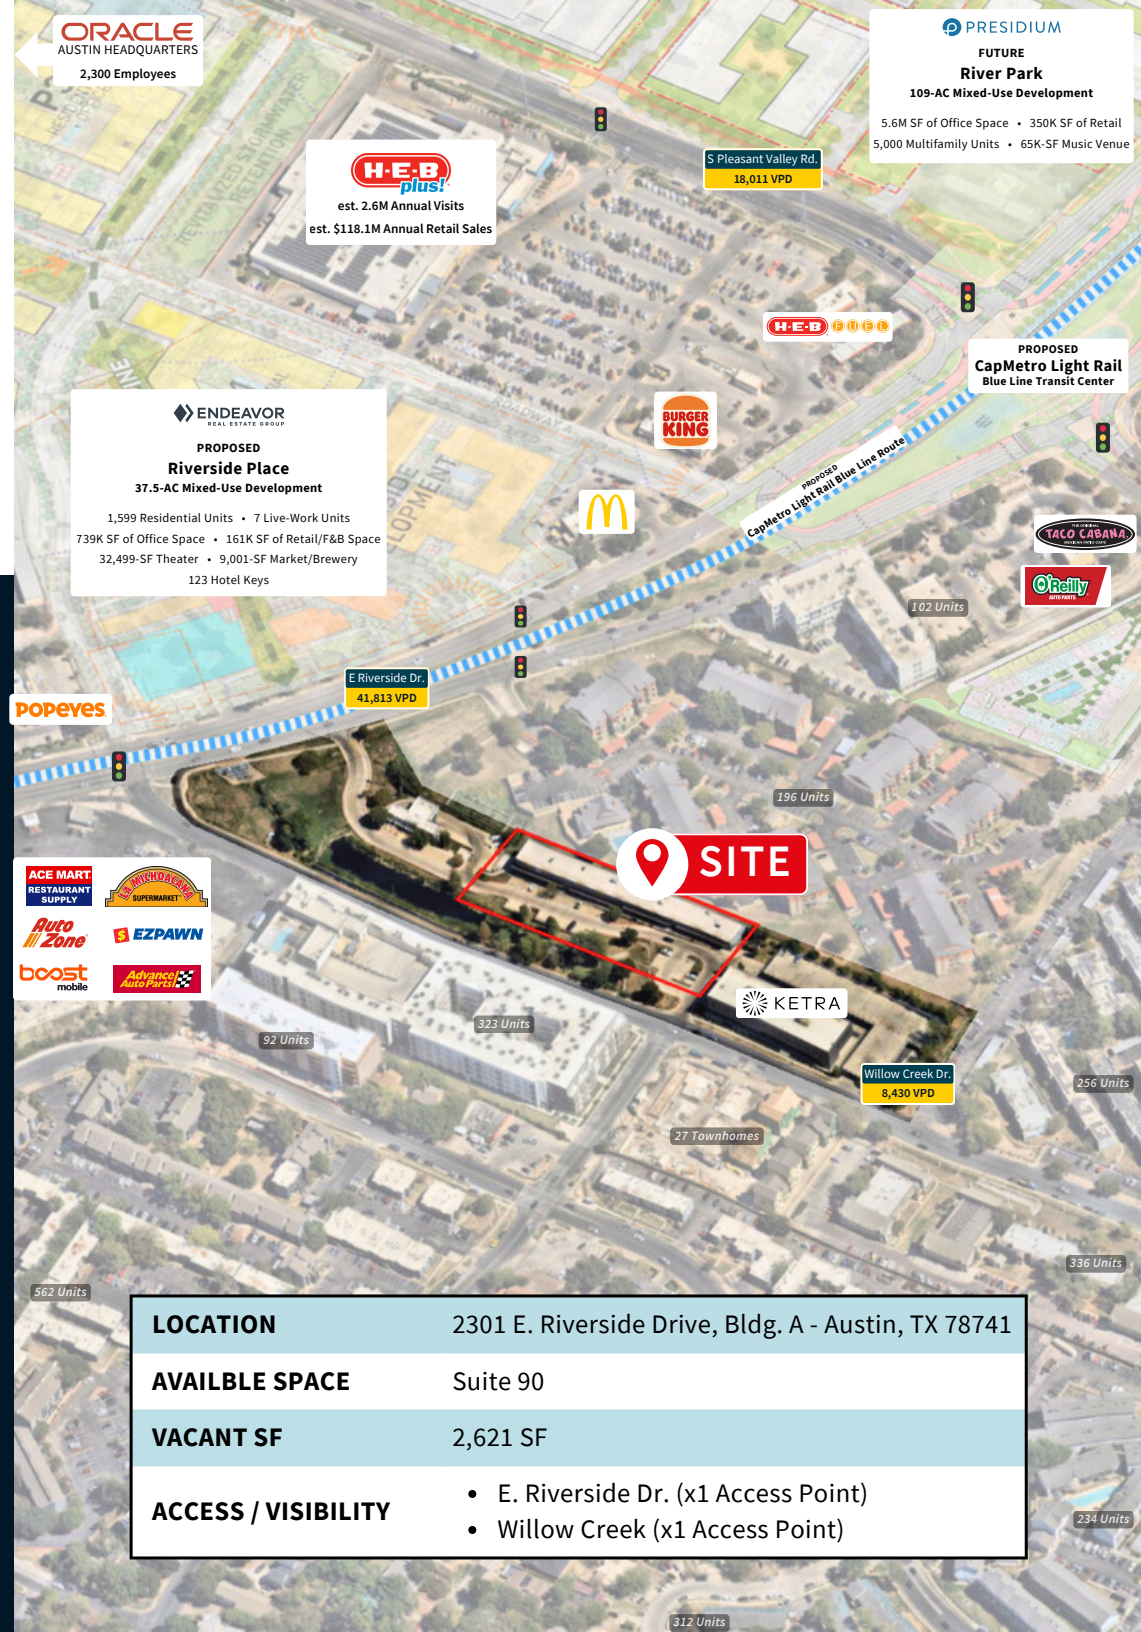 ORACLE
AUSTIN HEADQUARTERS
2,300 Employees
PRESIDIUM
FUTURE
River Park
109-AC Mixed-Use Development
5.6M SF of Office Space • 350K SF of Retail
5,000 Multifamily Units • 65K-SF Music Venue
H-E-B
plus!
est. 2.6M Annual Visits
est. $118.1M Annual Retail Sales
S Pleasant Valley Rd.
18,011 VPD
H-E-B FUEL
PROPOSED
CapMetro Light Rail
Blue Line Transit Center
ENDEAVOR
REAL ESTATE GROUP
PROPOSED
Riverside Place
37.5-AC Mixed-Use Development
1,599 Residential Units • 7 Live-Work Units
739K SF of Office Space • 161K SF of Retail/F&B Space
32,499-SF Theater • 9,001-SF Market/Brewery
123 Hotel Keys
BURGER
KING
PROPOSED
CapMetro Light Rail Blue Line Route
THE ORIGINAL
TACO CABANA.
MEXICAN PATIO CAFE
O'Reilly
AUTO PARTS
102 Units
E Riverside Dr.
41,813 VPD
POPEYES
196 Units
SITE
ACE MART
RESTAURANT
SUPPLY
LA MICHOACANA
SUPERMARKET
Auto
Zone
$ EZPAWN
boost
mobile
Advance
Auto Parts
KETRA
323 Units
92 Units
Willow Creek Dr.
8,430 VPD
256 Units
27 Townhomes
336 Units
562 Units
LOCATION 2301 E. Riverside Drive, Bldg. A - Austin, TX 78741
AVAILBLE SPACE Suite 90
VACANT SF 2,621 SF
ACCESS / VISIBILITY
• E. Riverside Dr. (x1 Access Point)
• Willow Creek (x1 Access Point)
234 Units
312 Units